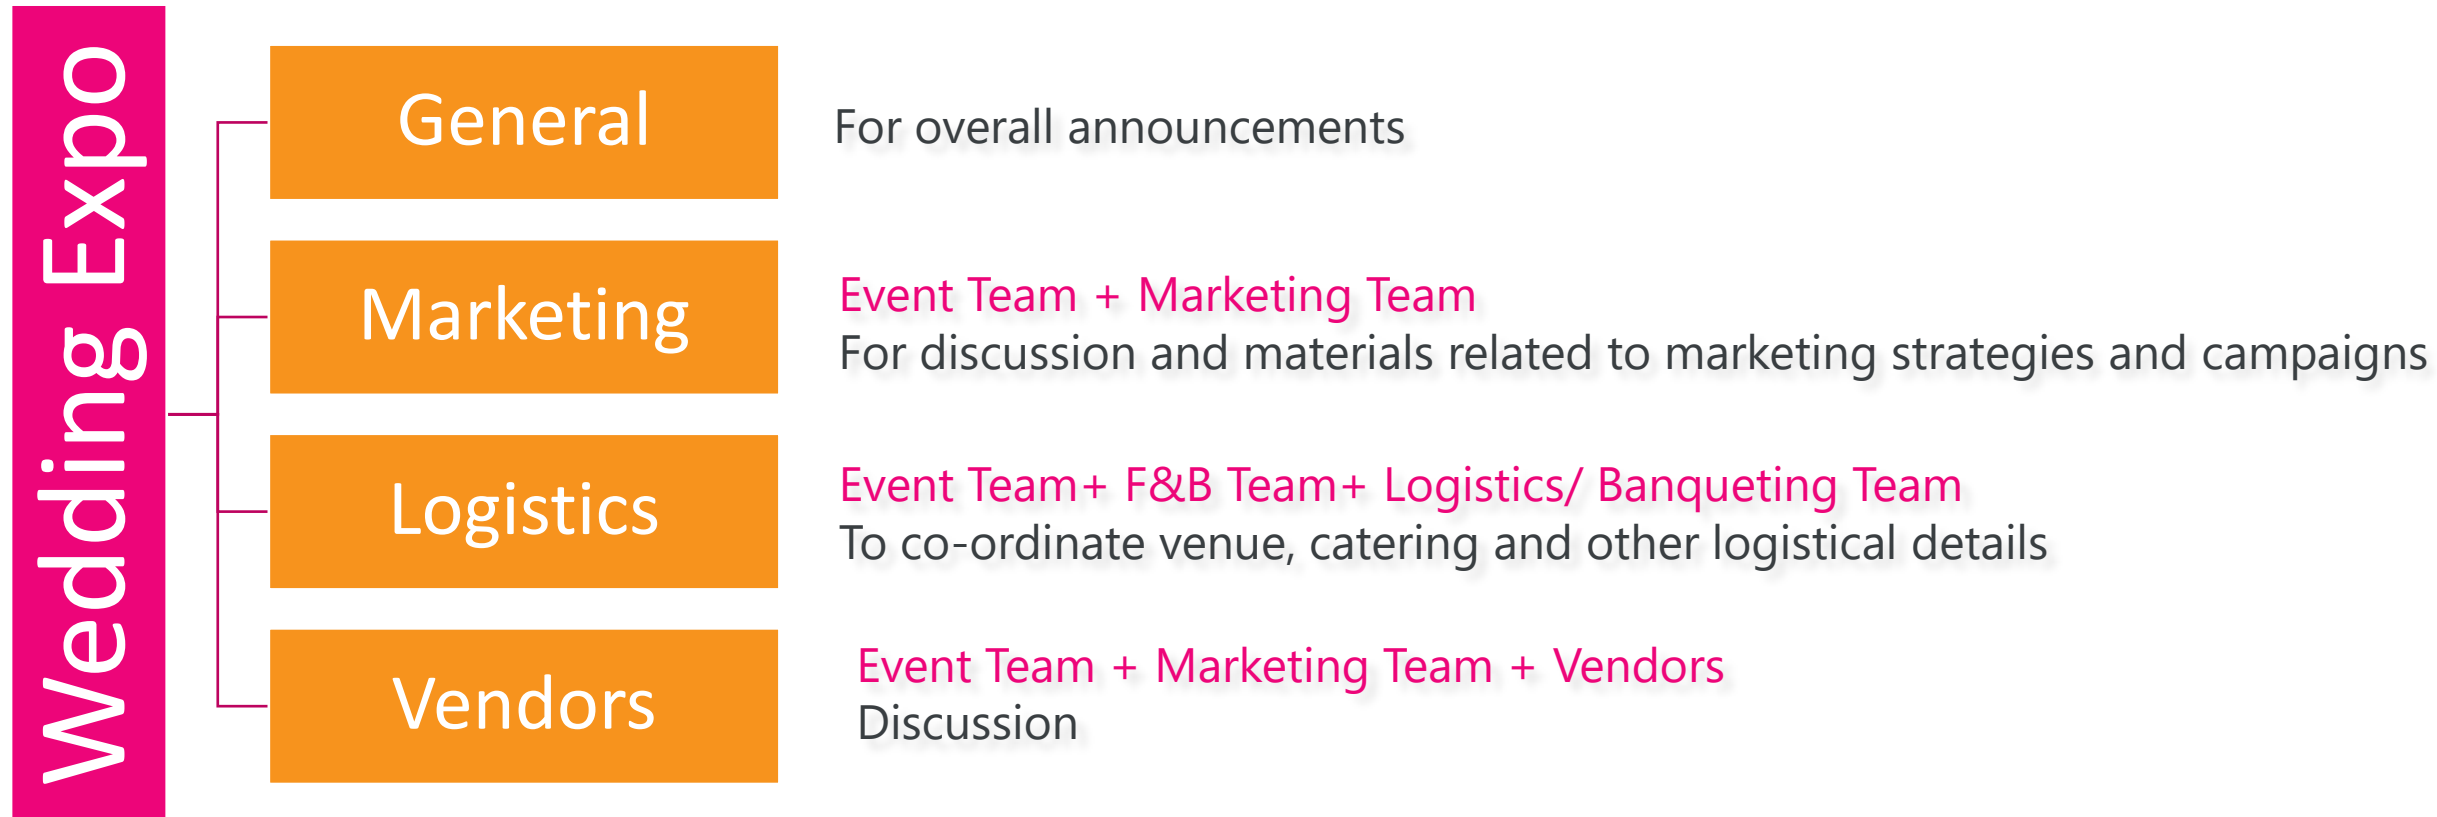 Wedding Expo
General
For overall announcements
Marketing
Event Team + Marketing Team
For discussion and materials related to marketing strategies and campaigns
Logistics
Event Team+ F&B Team+ Logistics/ Banqueting Team
To co-ordinate venue, catering and other logistical details
Vendors
Event Team + Marketing Team + Vendors
Discussion